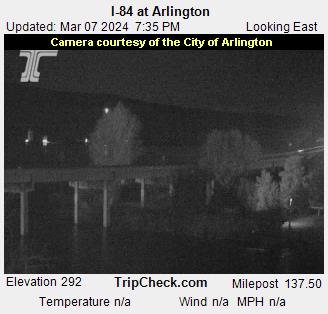 I-84 at Arlington
Updated: Mar 07 2024 7:35 PM Looking East
Camera courtesy of the City of Arlington
Elevation 292 TripCheck.com Milepost 137.50
Temperature n/a Wind n/a MPH n/a